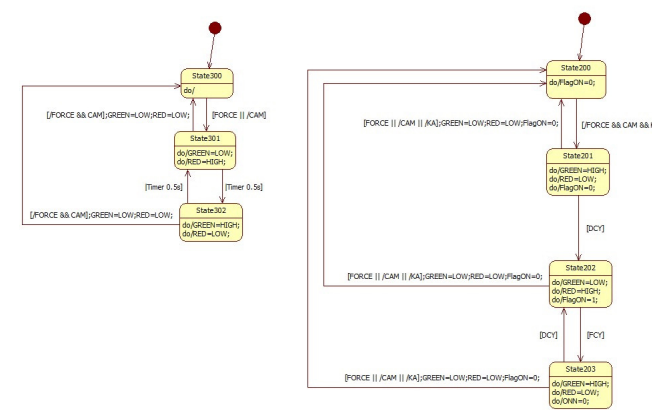 State300
do/
[/FORCE && CAM];GREEN=LOW;RED=LOW;
[FORCE || /CAM]
State301
do/GREEN=LOW;
do/RED=HIGH;
[Timer 0.5s]
[Timer 0.5s]
[/FORCE && CAM];GREEN=LOW;RED=LOW;
State302
do/GREEN=HIGH;
do/RED=LOW;
State200
do/FlagON=0;
[FORCE || /CAM || /KA];GREEN=LOW;RED=LOW;FlagON=0;
[/FORCE && CAM &&
State201
do/GREEN=HIGH;
do/RED=LOW;
do/FlagON=0;
[DCY]
State202
do/GREEN=LOW;
do/RED=HIGH;
do/FlagON=1;
[FORCE || /CAM || /KA];GREEN=LOW;RED=LOW;FlagON=0;
[DCY]
[FCY]
[FORCE || /CAM || /KA];GREEN=LOW;RED=LOW;FlagON=0;
State203
do/GREEN=HIGH;
do/RED=LOW;
do/ONN=0;